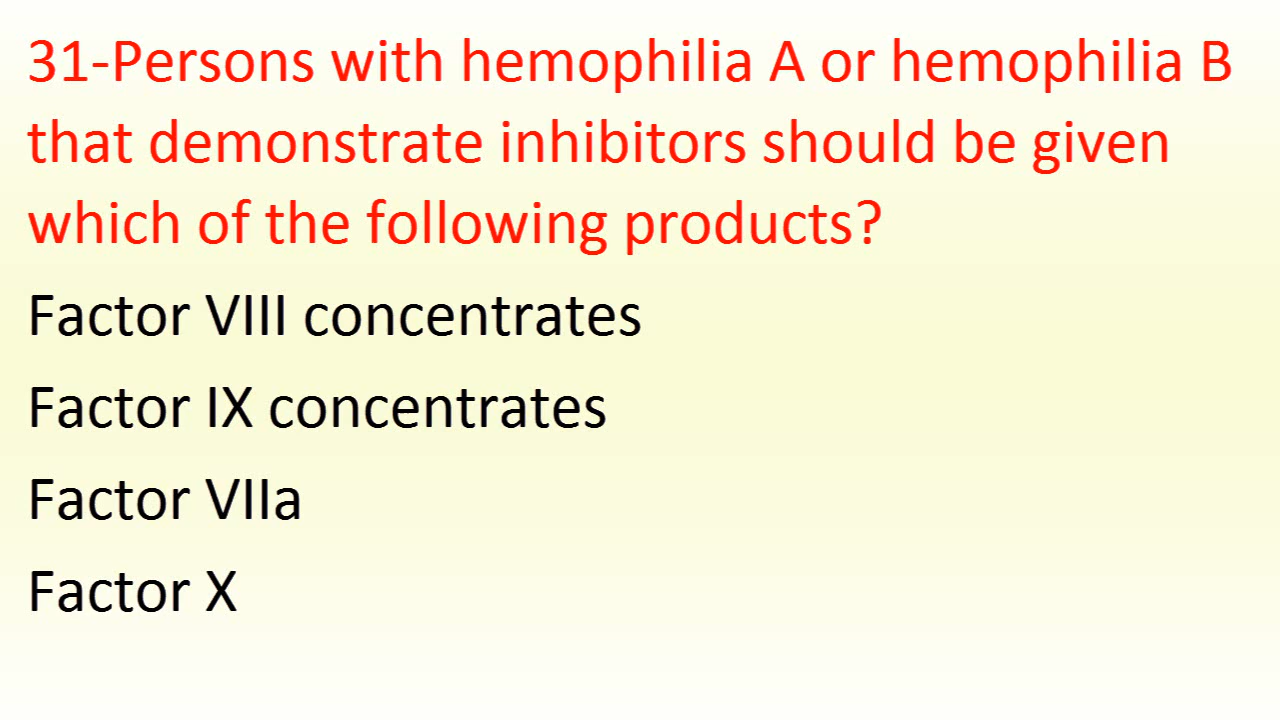 31-Persons with hemophilia A or hemophilia B
that demonstrate inhibitors should be given
which of the following products?
Factor VIII concentrates
Factor IX concentrates
Factor VIIa
Factor X